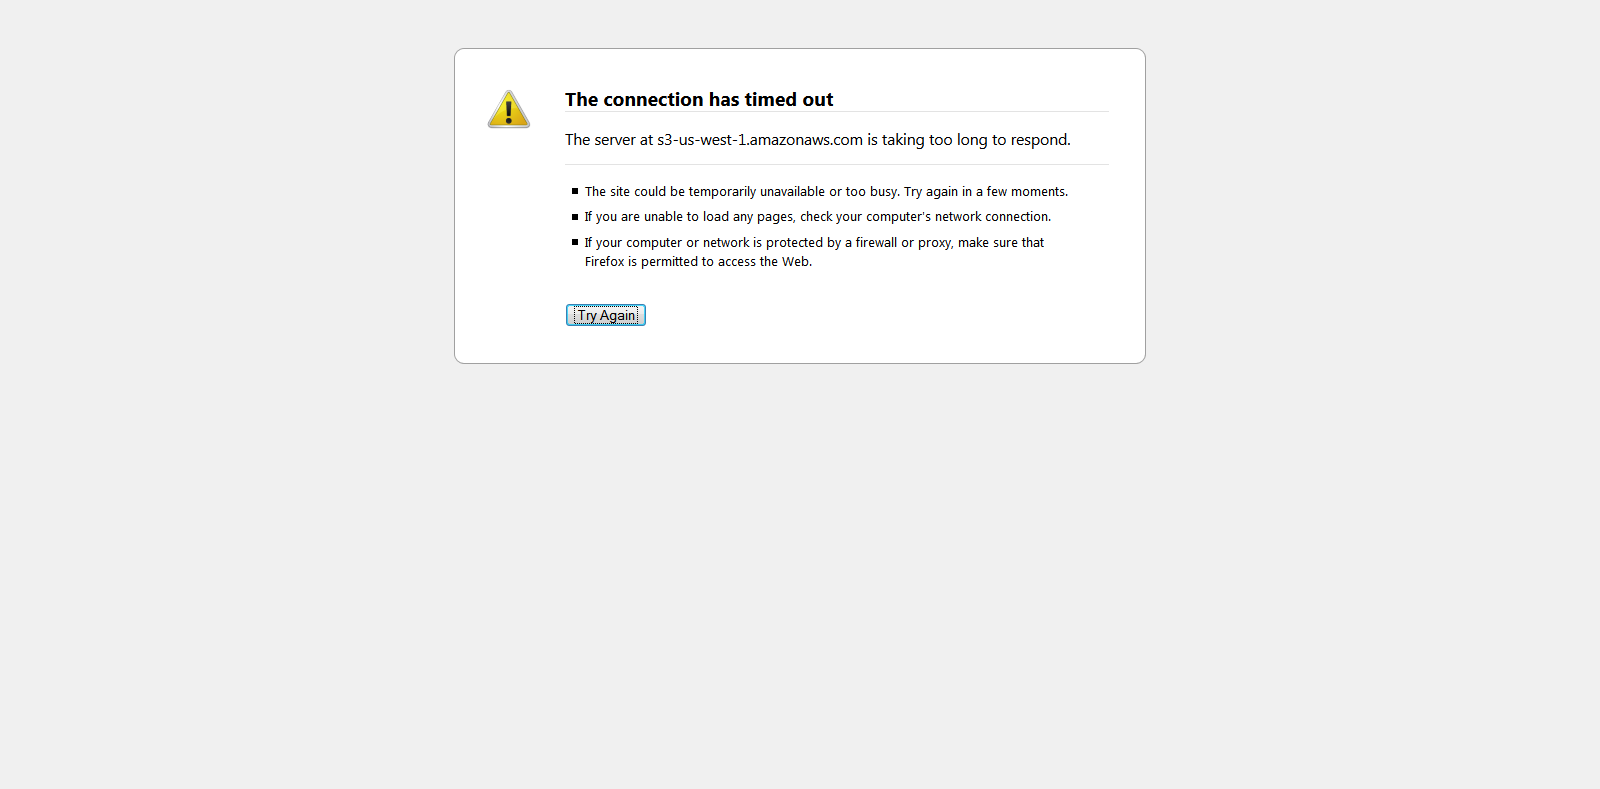 The connection has timed out
The server at s3-us-west-1.amazonaws.com is taking too long to respond.
The site could be temporarily unavailable or too busy. Try again in a few moments.
If you are unable to load any pages, check your computer's network connection.
If your computer or network is protected by a firewall or proxy, make sure that
Firefox is permitted to access the Web.
Try Again